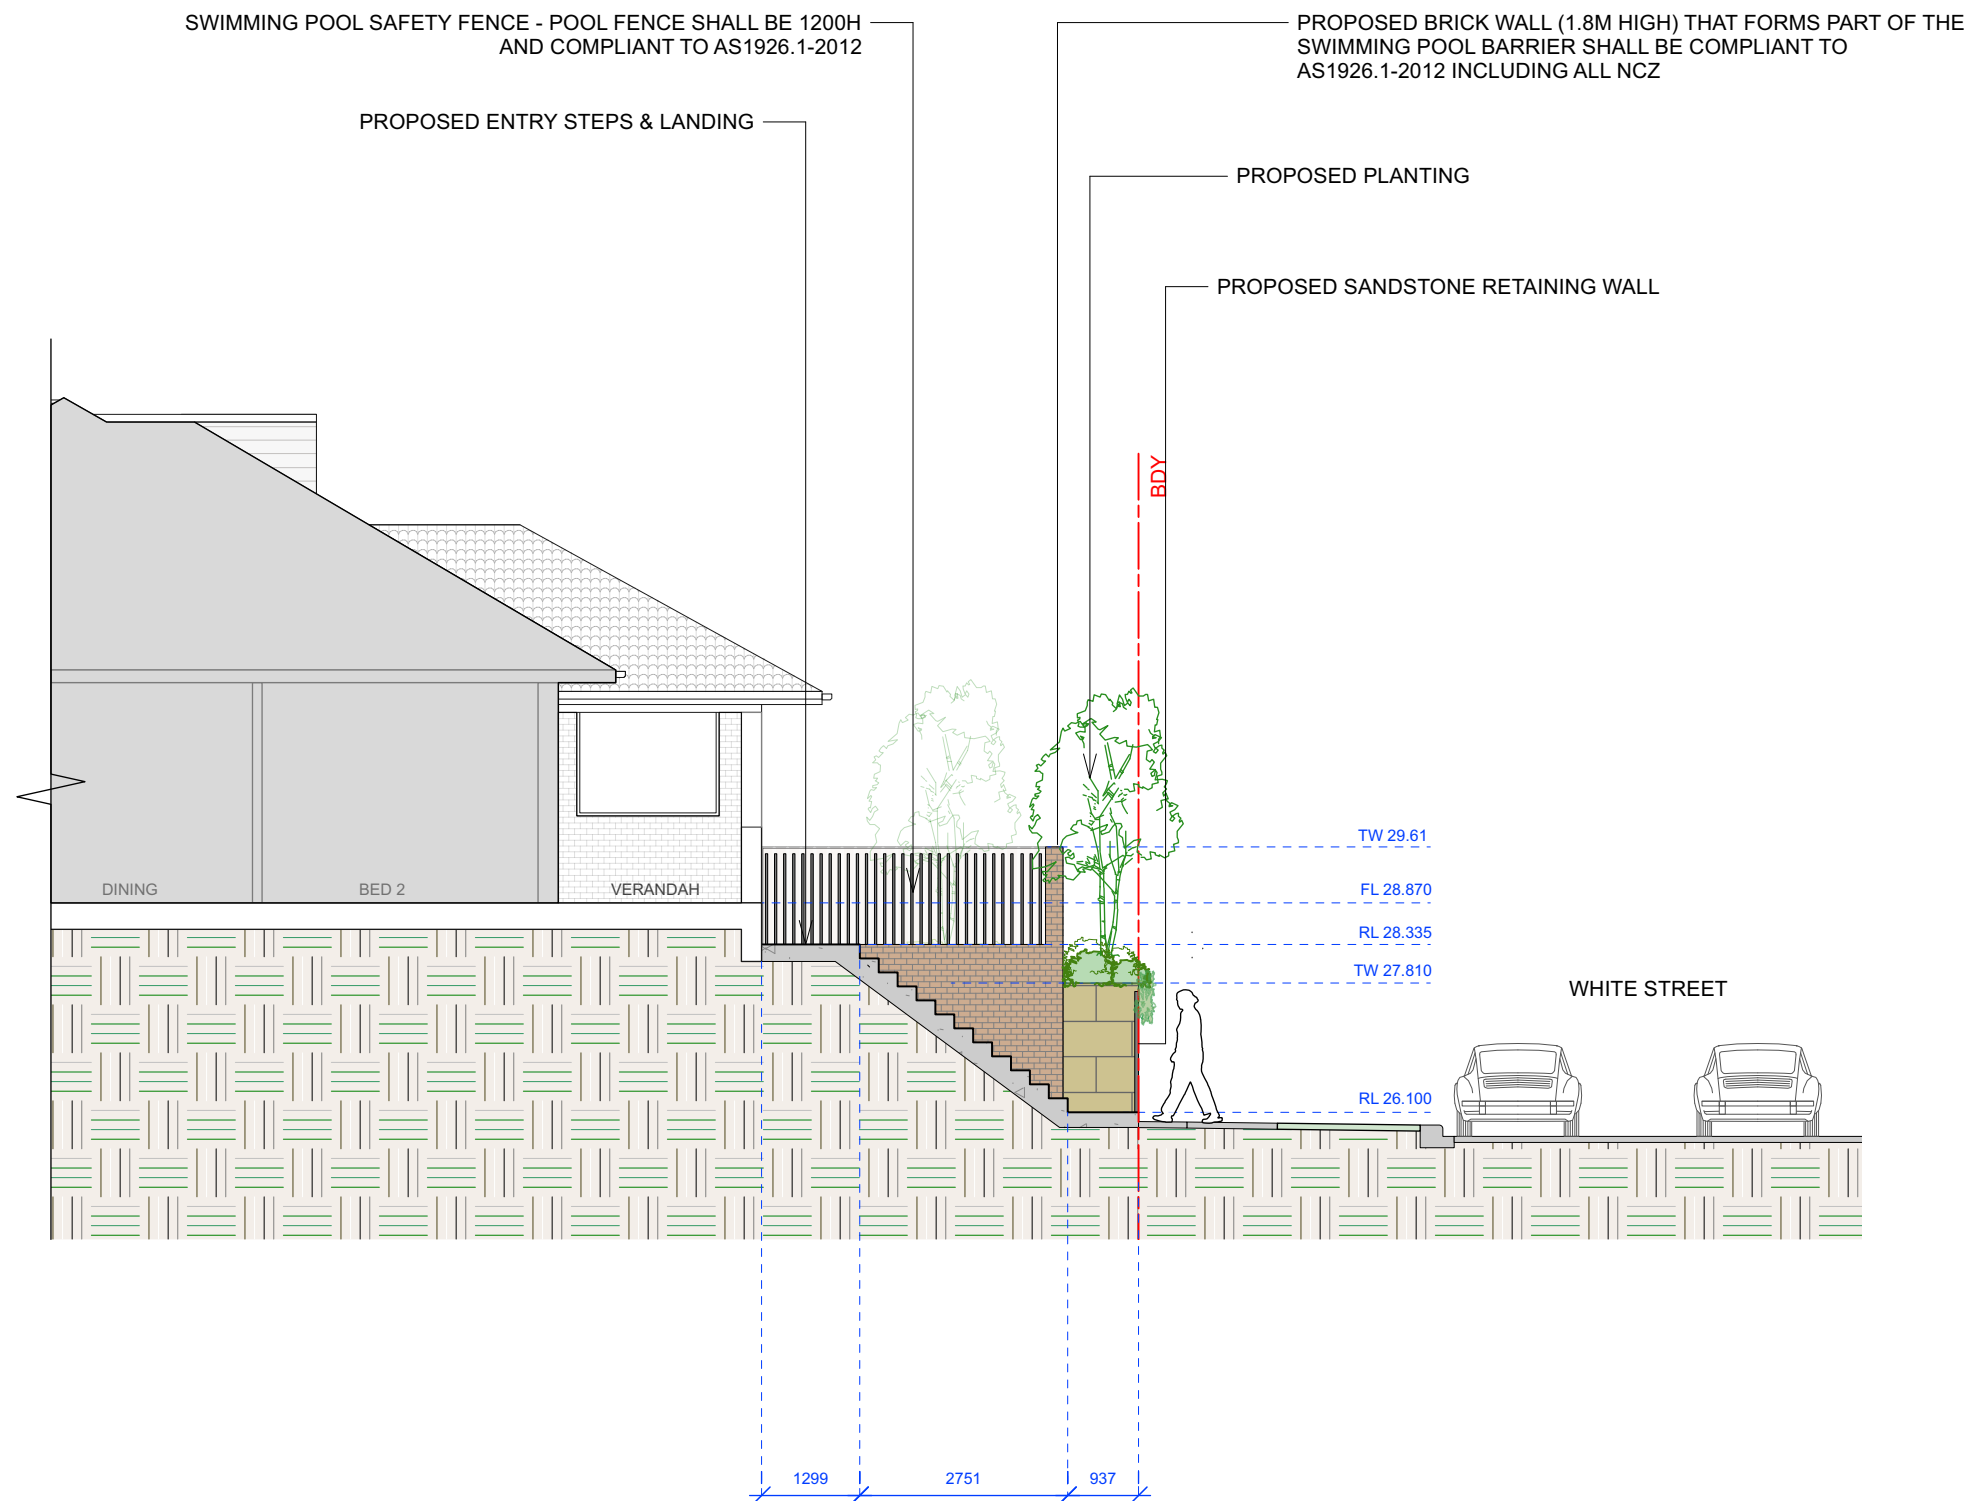 SWIMMING POOL SAFETY FENCE - POOL FENCE SHALL BE 1200H
AND COMPLIANT TO AS1926.1-2012
PROPOSED BRICK WALL (1.8M HIGH) THAT FORMS PART OF THE
SWIMMING POOL BARRIER SHALL BE COMPLIANT TO
AS1926.1-2012 INCLUDING ALL NCZ
PROPOSED ENTRY STEPS & LANDING
PROPOSED PLANTING
PROPOSED SANDSTONE RETAINING WALL
BDY
TW 29.61
DINING
BED 2
VERANDAH
FL 28.870
RL 28.335
TW 27.810
WHITE STREET
RL 26.100
1299
2751
937